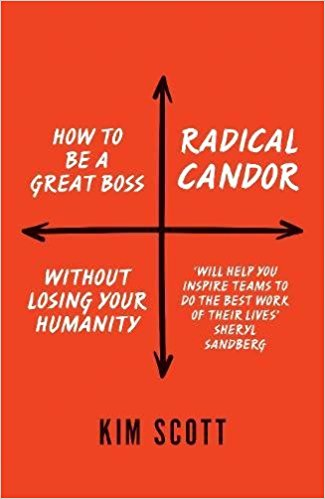 HOW TO
BE A
GREAT BOSS
RADICAL
CANDOR
WITHOUT
LOSING YOUR
HUMANITY
'WILL HELP YOU
INSPIRE TEAMS TO
DO THE BEST WORK
OF THEIR LIVES'
SHERYL
SANDBERG
KIM SCOTT